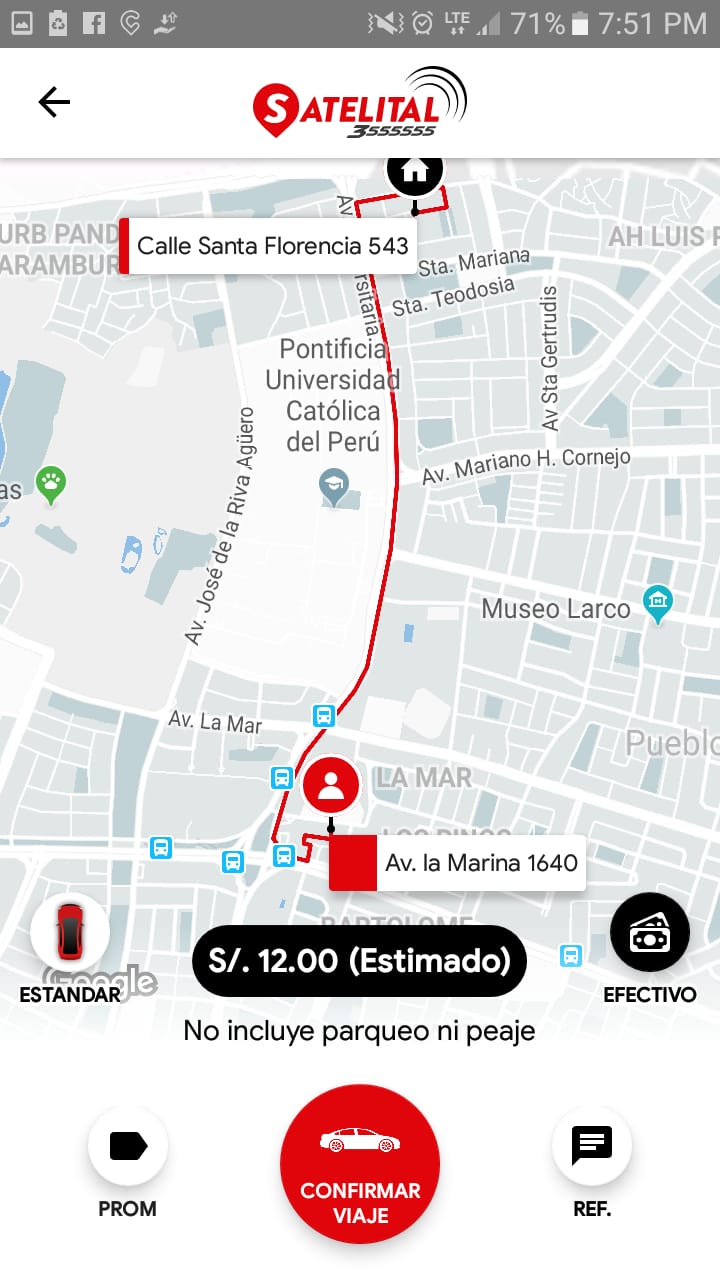 LTE 71% 7:51 PM
SATELITAL
3555555
URB PAND
ARAMBUR
Av
AH LUIS
Calle Santa Florencia 543
Sta. Mariana
rsitaria
Sta. Teodosia
Av Sta Gertrudis
Pontificia
Universidad
Católica
del Perú
Av. José de la Riva Agüero
Av. Mariano H. Cornejo
as
Museo Larco
Av. La Mar
Pueblo
LA MAR
Av. la Marina 1640
BARTOLOME
S/. 12.00 (Estimado)
Google
ESTANDAR
EFECTIVO
No incluye parqueo ni peaje
PROM
CONFIRMAR
VIAJE
REF.